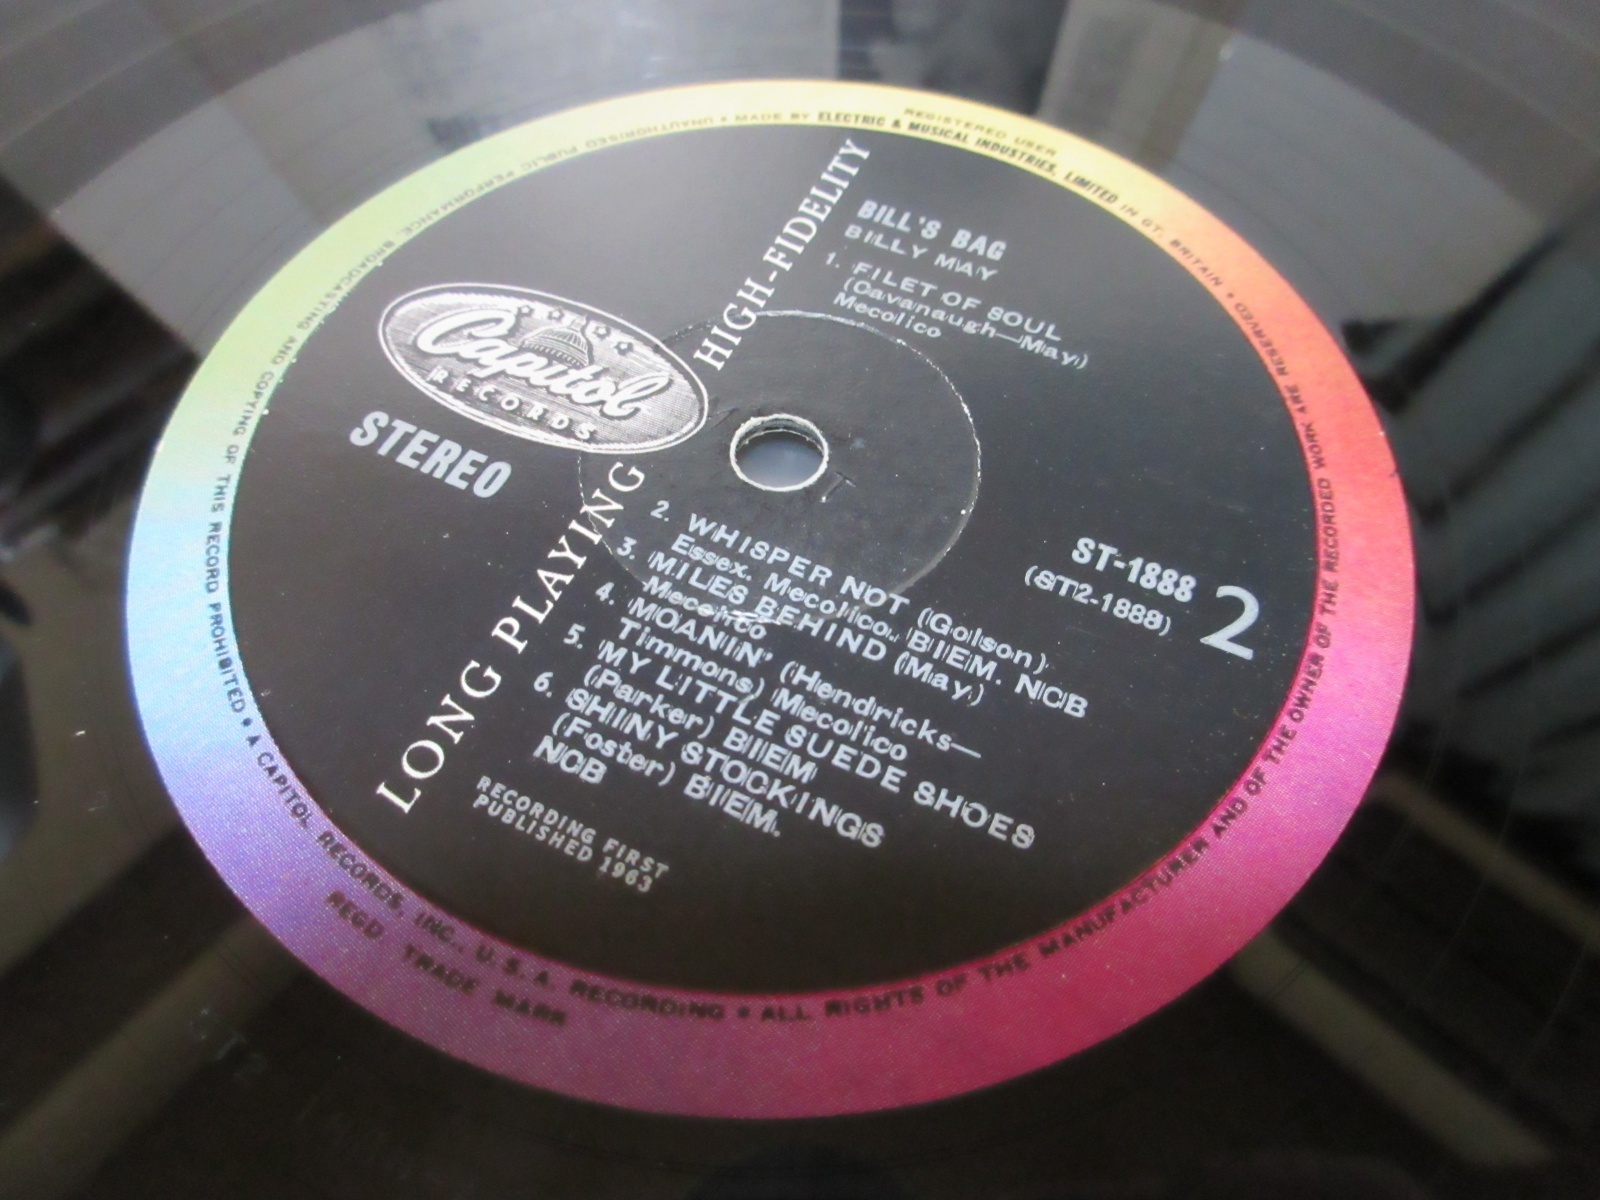 REGISTERED USER
UNAUTHORISED PUBLIC PERFORMANCE, BROADCASTING AND COPYING OF THIS RECORD PROHIBITED • A CAPITOL RECORDS, INC., U.S.A. RECORDING • ALL RIGHTS OF THE MANUFACTURER AND OF THE OWNER OF THE RECORDED WORK ARE RESERVED • MADE BY ELECTRIC & MUSICAL INDUSTRIES, LIMITED IN GT. BRITAIN •
REGD. TRADE MARK
LONG PLAYING HIGH-FIDELITY
Capitol
RECORDS
STEREO
BILL'S BAG
BILLY MAY
1. FILET OF SOUL
(Cavanaugh—May)
Mecolico
ST-1888
(ST2-1888)
2
2. WHISPER NOT (Golson)
Essex. Mecolico. BIEM. NCB
3. MILES BEHIND (May)
Mecolico
4. MOANIN' (Hendricks—
Timmons) Mecolico
5. MY LITTLE SUEDE SHOES
(Parker) BIEM
6. SHINY STOCKINGS
(Foster) BIEM.
NCB
RECORDING FIRST
PUBLISHED 1963